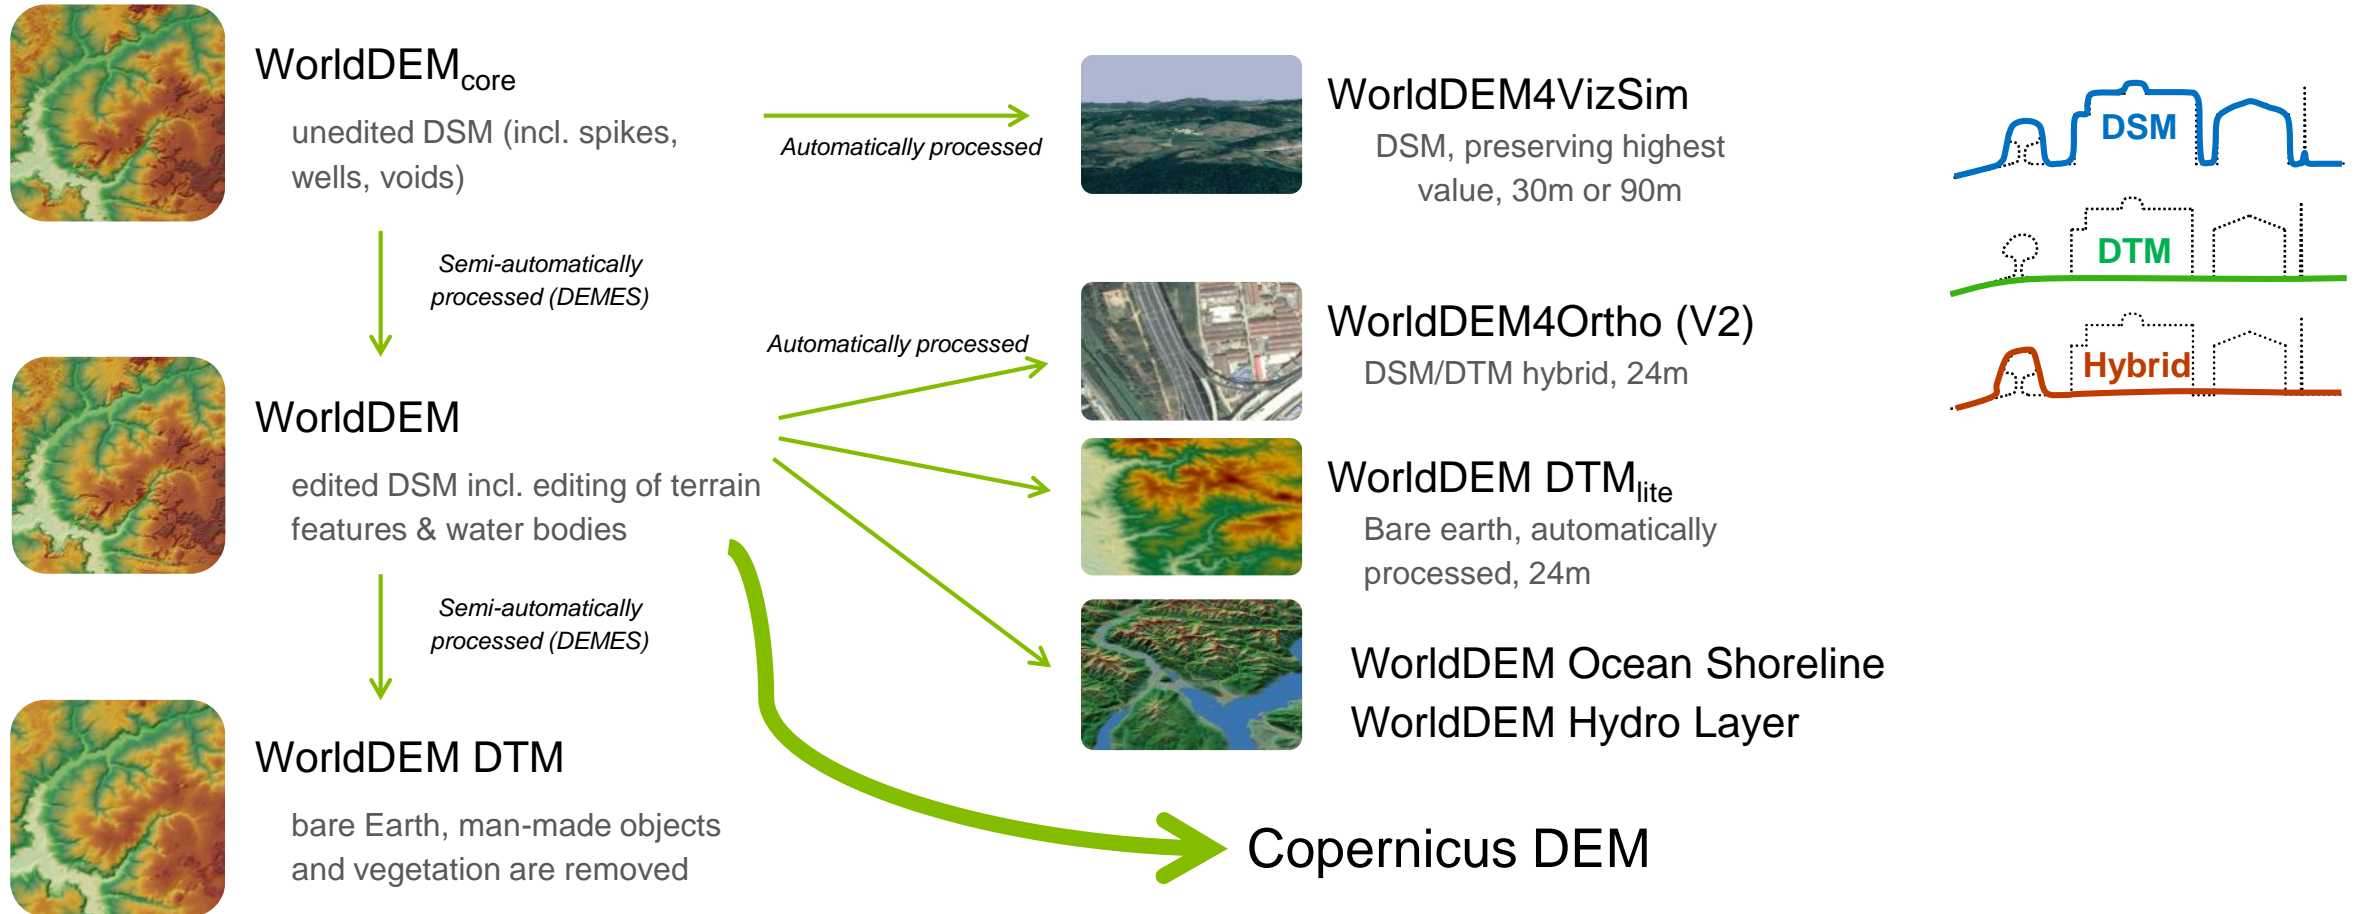 WorldDEMcore
unedited DSM (incl. spikes,
wells, voids)
Semi-automatically
processed (DEMES)
WorldDEM
edited DSM incl. editing of terrain
features & water bodies
Semi-automatically
processed (DEMES)
WorldDEM DTM
bare Earth, man-made objects
and vegetation are removed
Automatically processed
WorldDEM4VizSim
DSM, preserving highest
value, 30m or 90m
Automatically processed
WorldDEM4Ortho (V2)
DSM/DTM hybrid, 24m
WorldDEM DTMlite
Bare earth, automatically
processed, 24m
WorldDEM Ocean Shoreline
WorldDEM Hydro Layer
Copernicus DEM
DSM
DTM
Hybrid